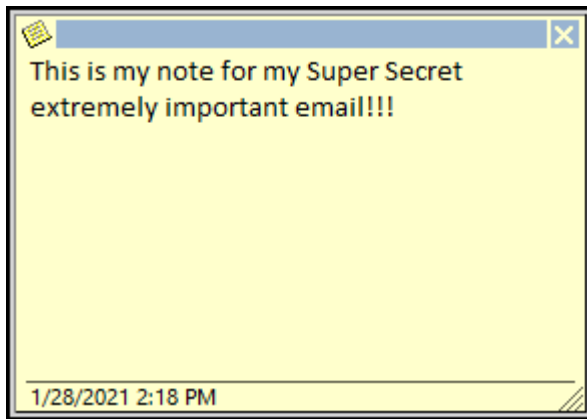 This is my note for my Super Secret
extremely important email!!!
1/28/2021 2:18 PM